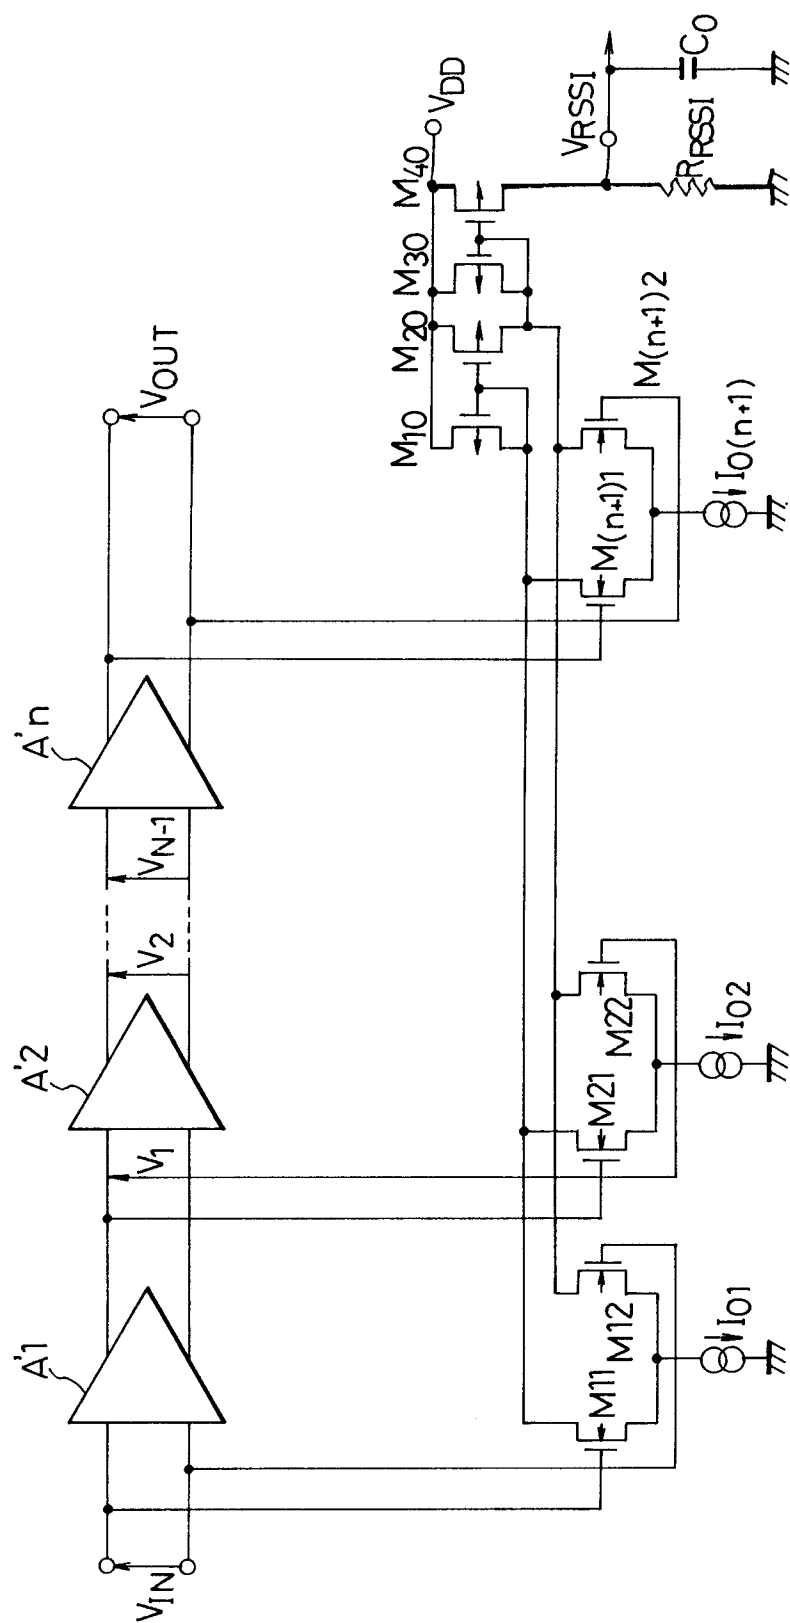 VIN
A'1
V1
A'2
V2
VN-1
A'n
VOUT
M11
M12
IO1
M21
M22
IO2
M(n+1)1
M(n+1)2
IO(n+1)
M10
M20
M30
M40
VDD
VRSSI
RRSSI
CO